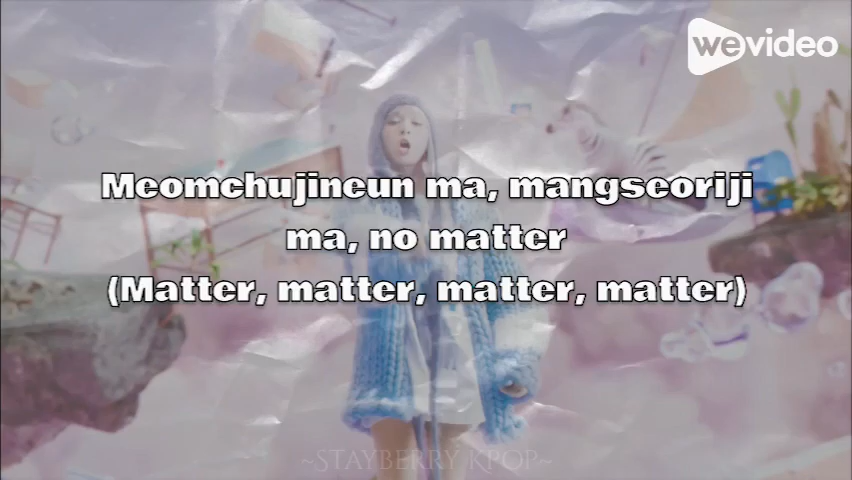 wevideo
Meomchujineun ma, mangseoriji
ma, no matter
(Matter, matter, matter, matter)
~STAYBERRY KPOP~